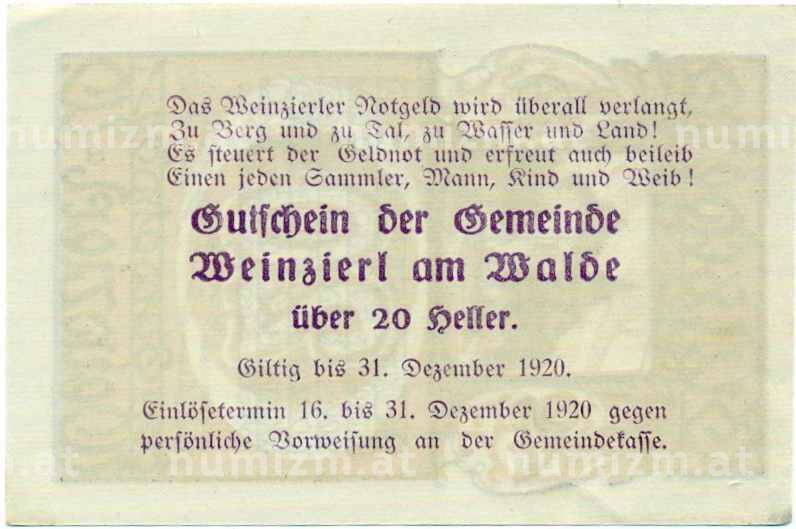 Das Weinzierler Notgeld wird überall verlangt,
Zu Berg und zu Tal, zu Wasser und Land!
Es steuert der Geldnot und erfreut auch beileib
Einen jeden Sammler, Mann, Kind und Weib!
Gutschein der Gemeinde
Weinzierl am Walde
über 20 Heller.
Giltig bis 31. Dezember 1920.
Einlösetermin 16. bis 31. Dezember 1920 gegen
persönliche Vorweisung an der Gemeindekasse.
numizm.at